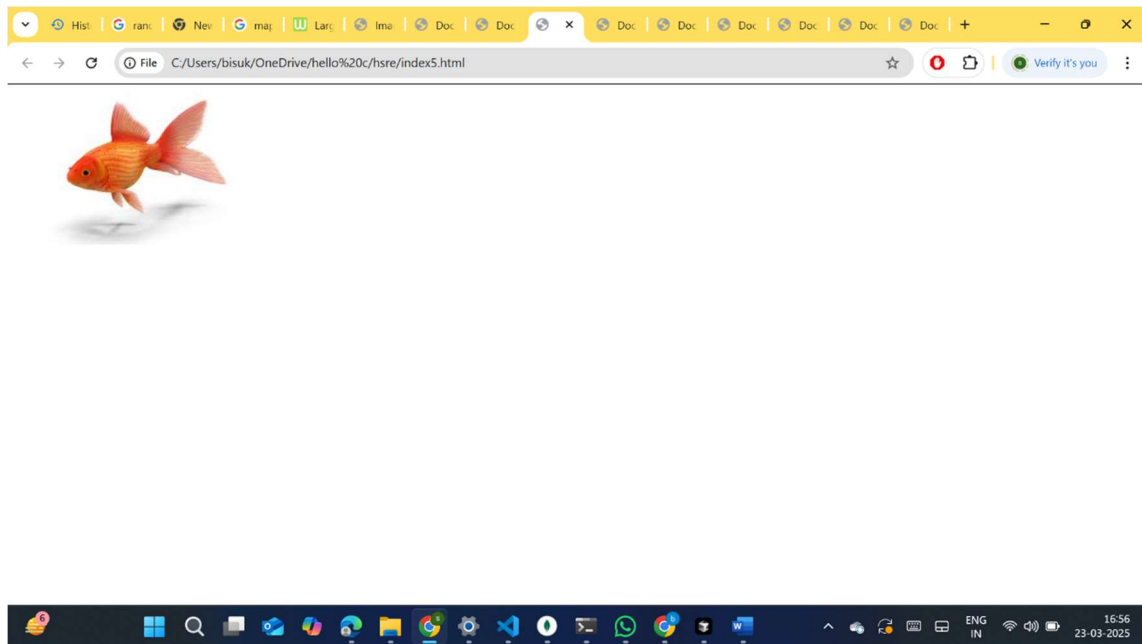 Hist
G ranc
Nev
G map
W Larg
Ima
Doc
Doc
Doc
Doc
Doc
Doc
Doc
Doc
File
C:/Users/bisuk/OneDrive/hello%20c/hsre/index5.html
Verify it's you
6
ENG
IN
16:56
23-03-2025